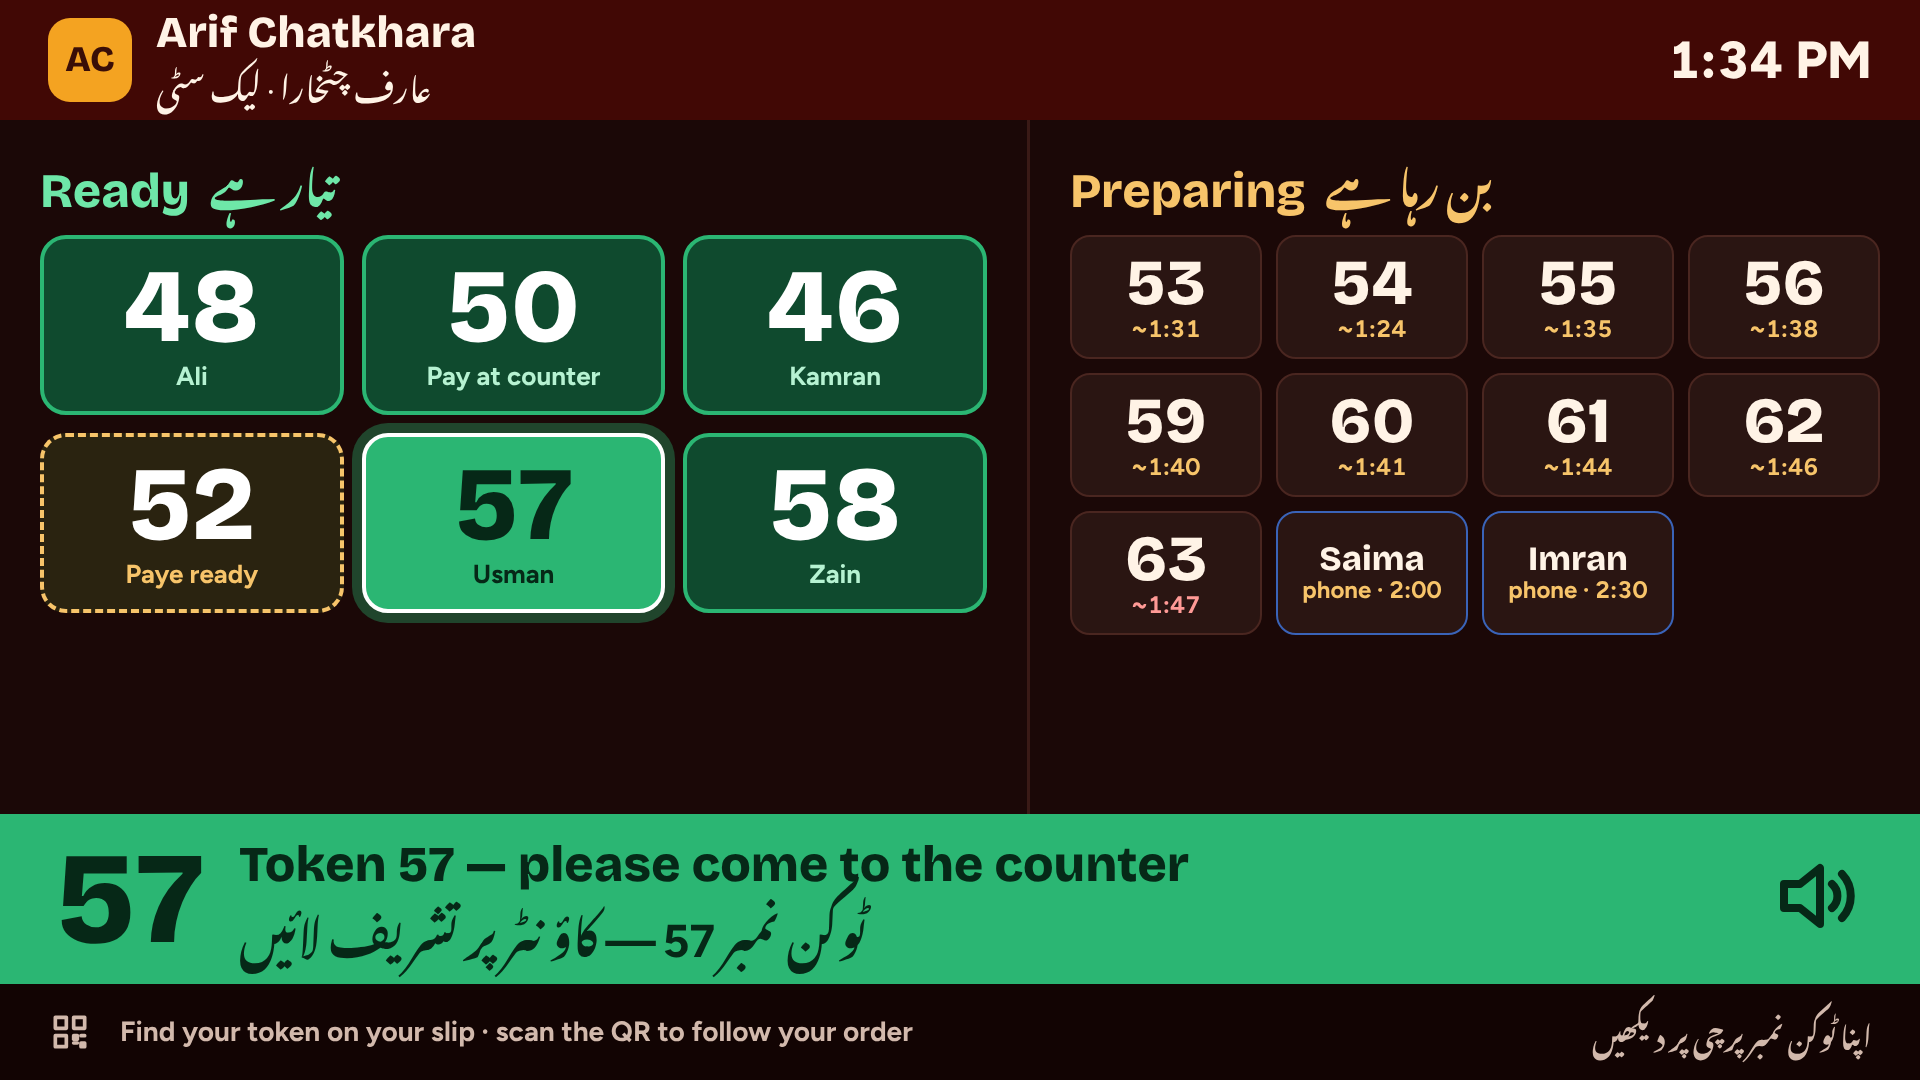 AC
Arif Chatkhara
عارف چٹخارا · لیک سٹی
1:34 PM
Ready تیار ہے
48
Ali
50
Pay at counter
46
Kamran
52
Paye ready
57
Usman
58
Zain
Preparing بن رہا ہے
53
~1:31
54
~1:24
55
~1:35
56
~1:38
59
~1:40
60
~1:41
61
~1:44
62
~1:46
63
~1:47
Saima
phone · 2:00
Imran
phone · 2:30
57
Token 57 — please come to the counter
ٹوکن نمبر 57 — کاؤنٹر پر تشریف لائیں
Find your token on your slip · scan the QR to follow your order
اپنا ٹوکن نمبر پرچی پر دیکھیں